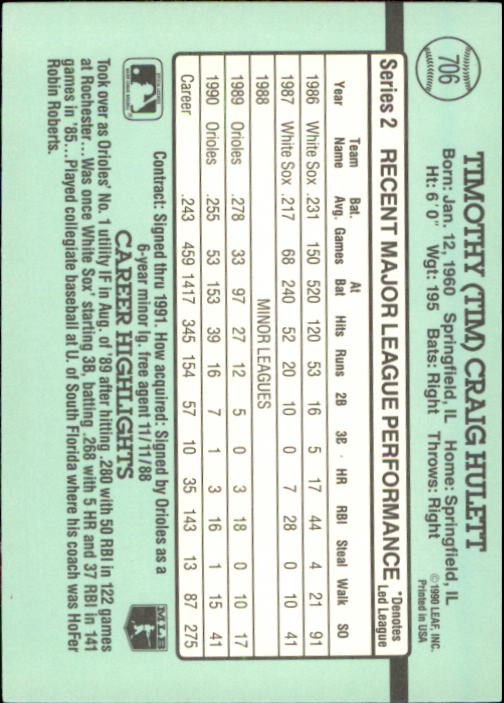 706
TIMOTHY (TIM) CRAIG HULETT
Born: Jan. 12, 1960 Springfield, IL Home: Springfield, IL
Ht: 6' 0" Wgt: 195 Bats: Right Throws: Right
© 1990 LEAF, INC.
Printed in USA
Series 2 RECENT MAJOR LEAGUE PERFORMANCE *Denotes Led League
Year Team Name Bat. Avg. Games At Bat Hits Runs 2B 3B HR RBI Steal Walk SO
1986 White Sox .231 150 520 120 53 16 5 17 44 4 21 91
1987 White Sox .217 68 240 52 20 10 0 7 28 0 10 41
1988 MINOR LEAGUES
1989 Orioles .278 33 97 27 12 5 0 3 18 0 10 17
1990 Orioles .255 53 153 39 16 7 1 3 16 1 15 41
Career .243 459 1417 345 154 57 10 35 143 13 87 275
Contract: Signed thru 1991. How acquired: Signed by Orioles as a
6-year minor lg. free agent 11/11/88
CAREER HIGHLIGHTS
MLB
Took over as Orioles' No. 1 utility IF in Aug. of '89 after hitting .280 with 50 RBI in 122 games
at Rochester...Was once White Sox' starting 3B, batting .268 with 5 HR and 37 RBI in 141
games in '85...Played collegiate baseball at U. of South Florida where his coach was HoFer
Robin Roberts.